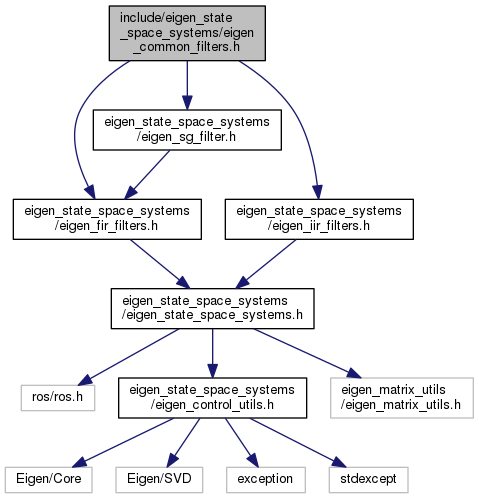 include/eigen_state
_space_systems/eigen
_common_filters.h
eigen_state_space_systems
/eigen_sg_filter.h
eigen_state_space_systems
/eigen_fir_filters.h
eigen_state_space_systems
/eigen_iir_filters.h
eigen_state_space_systems
/eigen_state_space_systems.h
ros/ros.h
eigen_state_space_systems
/eigen_control_utils.h
eigen_matrix_utils
/eigen_matrix_utils.h
Eigen/Core
Eigen/SVD
exception
stdexcept